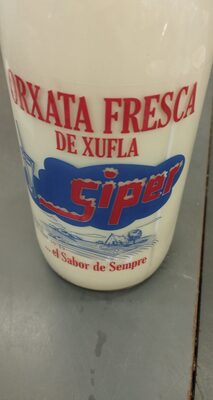 ORXATA FRESCA
DE XUFLA
Siper
... el Sabor de Sempre